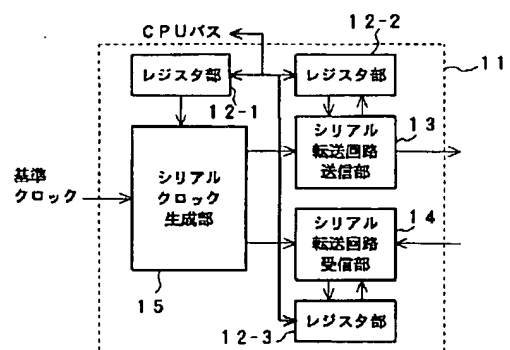 CPUバス
12-2
レジスタ部
レジスタ部
11
12-1
シリアル
転送回路
送信部
13
基準
クロック
シリアル
クロック
生成部
シリアル
転送回路
受信部
14
15
12-3
レジスタ部